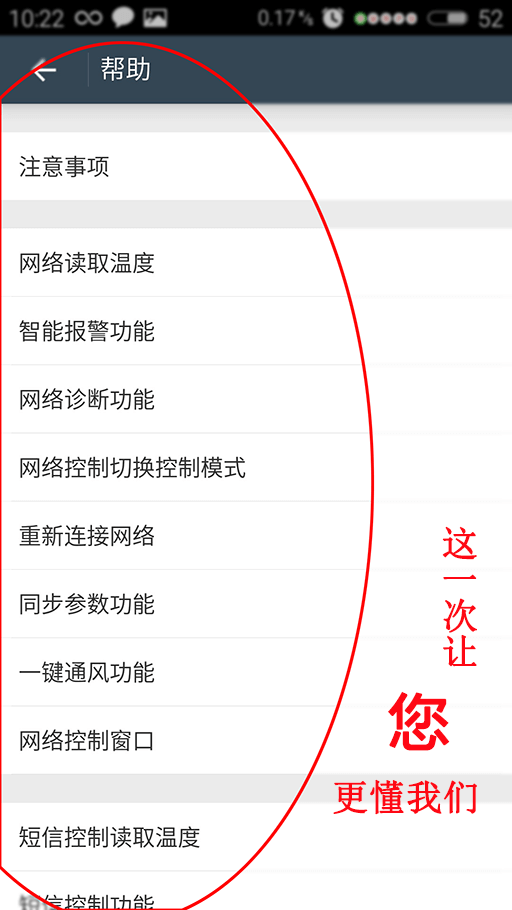 10:22
0.17
52
帮助
注意事项
网络读取温度
智能报警功能
网络诊断功能
网络控制切换控制模式
重新连接网络
同步参数功能
一键通风功能
网络控制窗口
短信控制读取温度
短信控制功能
这一次让
您
更懂我们